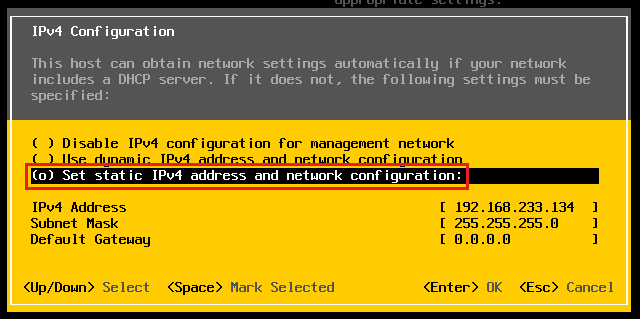 appropriate settings.
IPv4 Configuration
This host can obtain network settings automatically if your network
includes a DHCP server. If it does not, the following settings must be
specified:
( ) Disable IPv4 configuration for management network
( ) Use dynamic IPv4 address and network configuration
(o) Set static IPv4 address and network configuration:
IPv4 Address [ 192.168.233.134 ]
Subnet Mask [ 255.255.255.0 ]
Default Gateway [ 0.0.0.0 ]
<Up/Down> Select <Space> Mark Selected <Enter> OK <Esc> Cancel